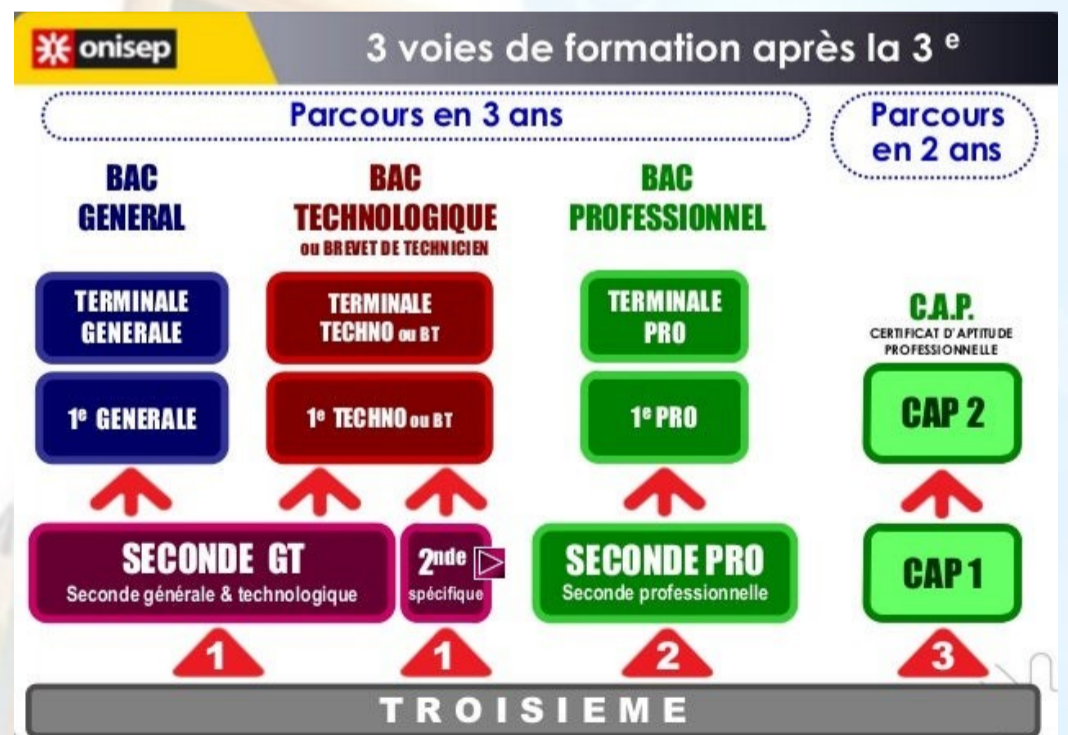 onisep
3 voies de formation après la 3 e
Parcours en 3 ans
Parcours
en 2 ans
BAC
GENERAL
BAC
TECHNOLOGIQUE
ou BREVET DE TECHNICIEN
BAC
PROFESSIONNEL
TERMINALE
GENERALE
TERMINALE
TECHNO ou BT
TERMINALE
PRO
C.A.P.
CERTIFICAT D'APTITUDE
PROFESSIONNELLE
1e GENERALE
1e TECHNO ou BT
1e PRO
CAP 2
SECONDE GT
Seconde générale & technologique
2nde
spécifique
SECONDE PRO
Seconde professionnelle
CAP 1
1
1
2
3
TROISIEME